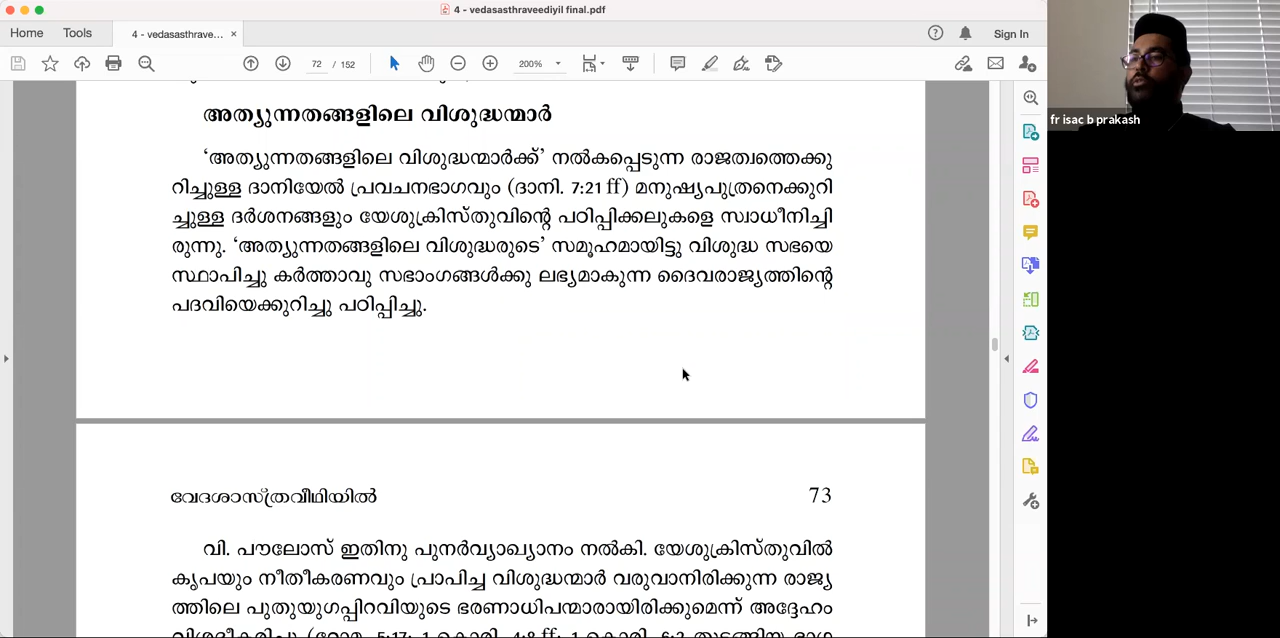 4 - vedasasthraveediyil final.pdf
Home Tools 4 - vedasasthrave... × Sign In
72 / 152 200%
fr isac b prakash
അത്യുന്നതങ്ങളിലെ വിശുദ്ധന്മാർ
‘അത്യുന്നതങ്ങളിലെ വിശുദ്ധന്മാർക്ക്’ നൽകപ്പെടുന്ന രാജത്വത്തെക്കു
റിച്ചുള്ള ദാനിയേൽ പ്രവചനഭാഗവും (ദാനി. 7:21 ff) മനുഷ്യപുത്രനെക്കുറി
ച്ചുള്ള ദർശനങ്ങളും യേശുക്രിസ്തുവിന്റെ പഠിപ്പിക്കലുകളെ സ്വാധീനിച്ചി
രുന്നു. ‘അത്യുന്നതങ്ങളിലെ വിശുദ്ധരുടെ’ സമൂഹമായിട്ടു വിശുദ്ധ സഭയെ
സ്ഥാപിച്ചു കർത്താവു സഭാംഗങ്ങൾക്കു ലഭ്യമാകുന്ന ദൈവരാജ്യത്തിന്റെ
പദവിയെക്കുറിച്ചു പഠിപ്പിച്ചു.
വേദശാസ്ത്രവീഥിയിൽ 73
വി. പൗലോസ് ഇതിനു പുനർവ്യാഖ്യാനം നൽകി. യേശുക്രിസ്തുവിൽ
കൃപയും നീതീകരണവും പ്രാപിച്ച വിശുദ്ധന്മാർ വരുവാനിരിക്കുന്ന രാജ്യ
ത്തിലെ പുതുയുഗപ്പിറവിയുടെ ഭരണാധിപന്മാരായിരിക്കുമെന്ന് അദ്ദേഹം